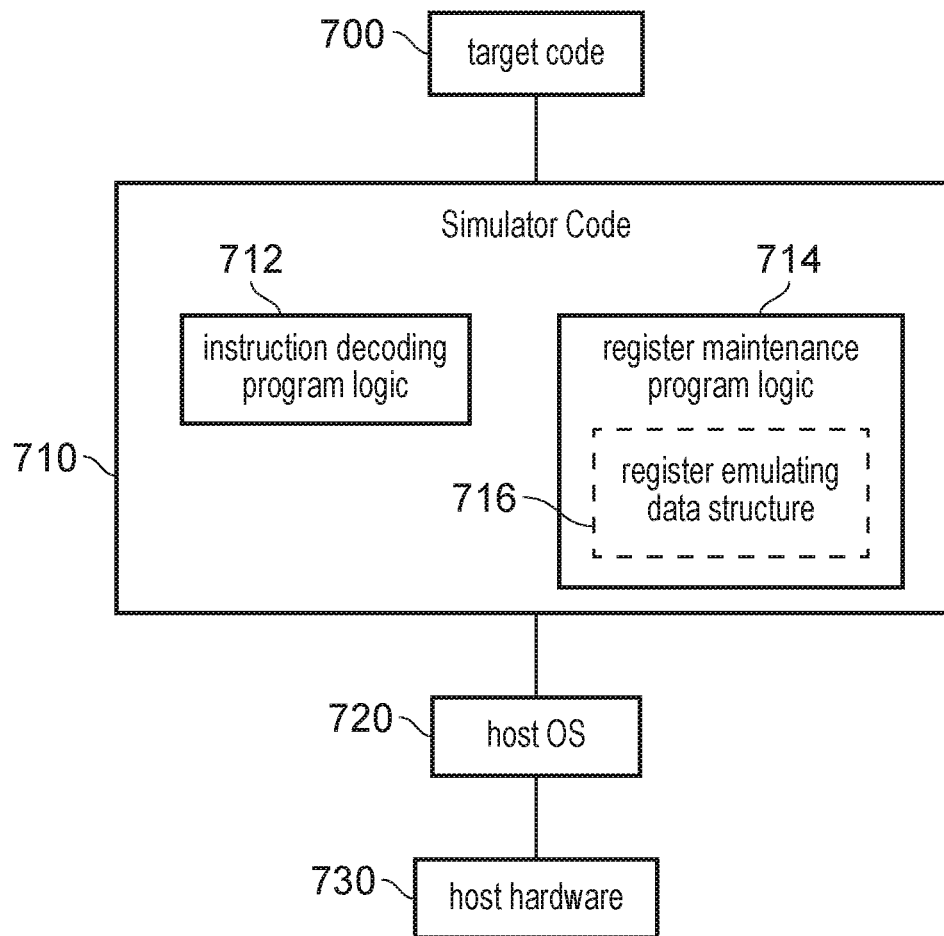 700
target code
Simulator Code
712
714
instruction decoding
program logic
register maintenance
program logic
710
716
register emulating
data structure
720
host OS
730
host hardware